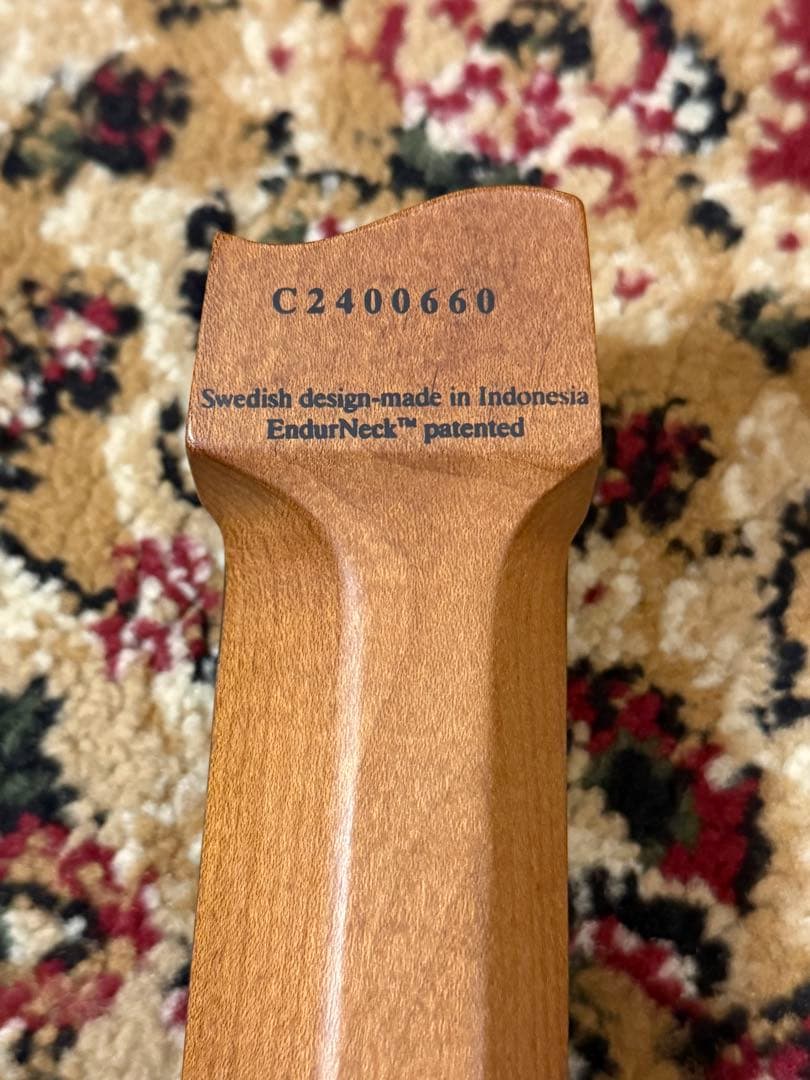 C2400660
Swedish design-made in Indonesia
EndurNeck™ patented